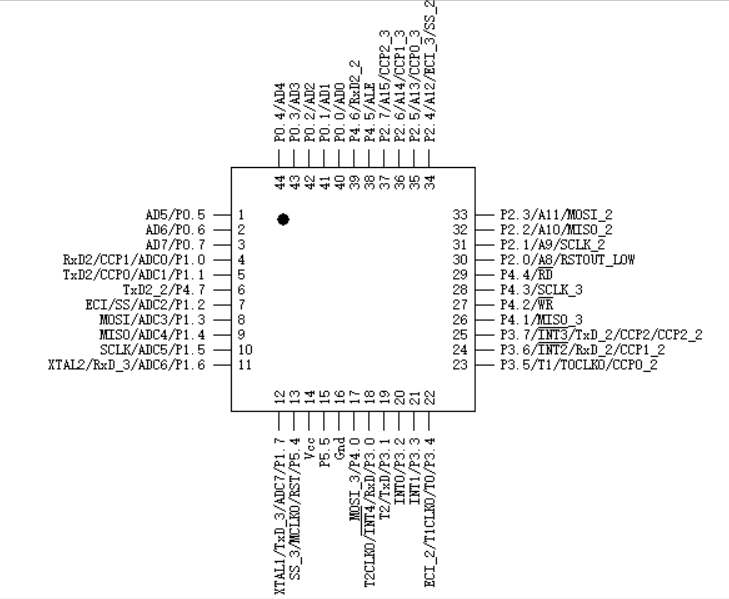 P0.4/AD4
P0.3/AD3
P0.2/AD2
P0.1/AD1
P0.0/AD0
P4.6/RxD2_2
P4.5/ALE
P2.7/A15/CCP2_3
P2.6/A14/CCP1_3
P2.5/A13/CCP0_3
P2.4/A12/ECI_3/SS_2
44
43
42
41
40
39
38
37
36
35
34
AD5/P0.5 1
AD6/P0.6 2
AD7/P0.7 3
RxD2/CCP1/ADC0/P1.0 4
TxD2/CCP0/ADC1/P1.1 5
TxD2_2/P4.7 6
ECI/SS/ADC2/P1.2 7
MOSI/ADC3/P1.3 8
MISO/ADC4/P1.4 9
SCLK/ADC5/P1.5 10
XTAL2/RxD_3/ADC6/P1.6 11
33 P2.3/A11/MOSI_2
32 P2.2/A10/MISO_2
31 P2.1/A9/SCLK_2
30 P2.0/A8/RSTOUT_LOW
29 P4.4/RD
28 P4.3/SCLK_3
27 P4.2/WR
26 P4.1/MISO_3
25 P3.7/INT3/TxD_2/CCP2/CCP2_2
24 P3.6/INT2/RxD_2/CCP1_2
23 P3.5/T1/T0CLKO/CCP0_2
12
13
14
15
16
17
18
19
20
21
22
XTAL1/TxD_3/ADC7/P1.7
SS_3/MCLKO/RST/P5.4
Vcc
P5.5
Gnd
MOSI_3/P4.0
T2CLKO/INT4/RxD/P3.0
T2/TxD/P3.1
INT0/P3.2
INT1/P3.3
ECI_2/T1CLKO/T0/P3.4